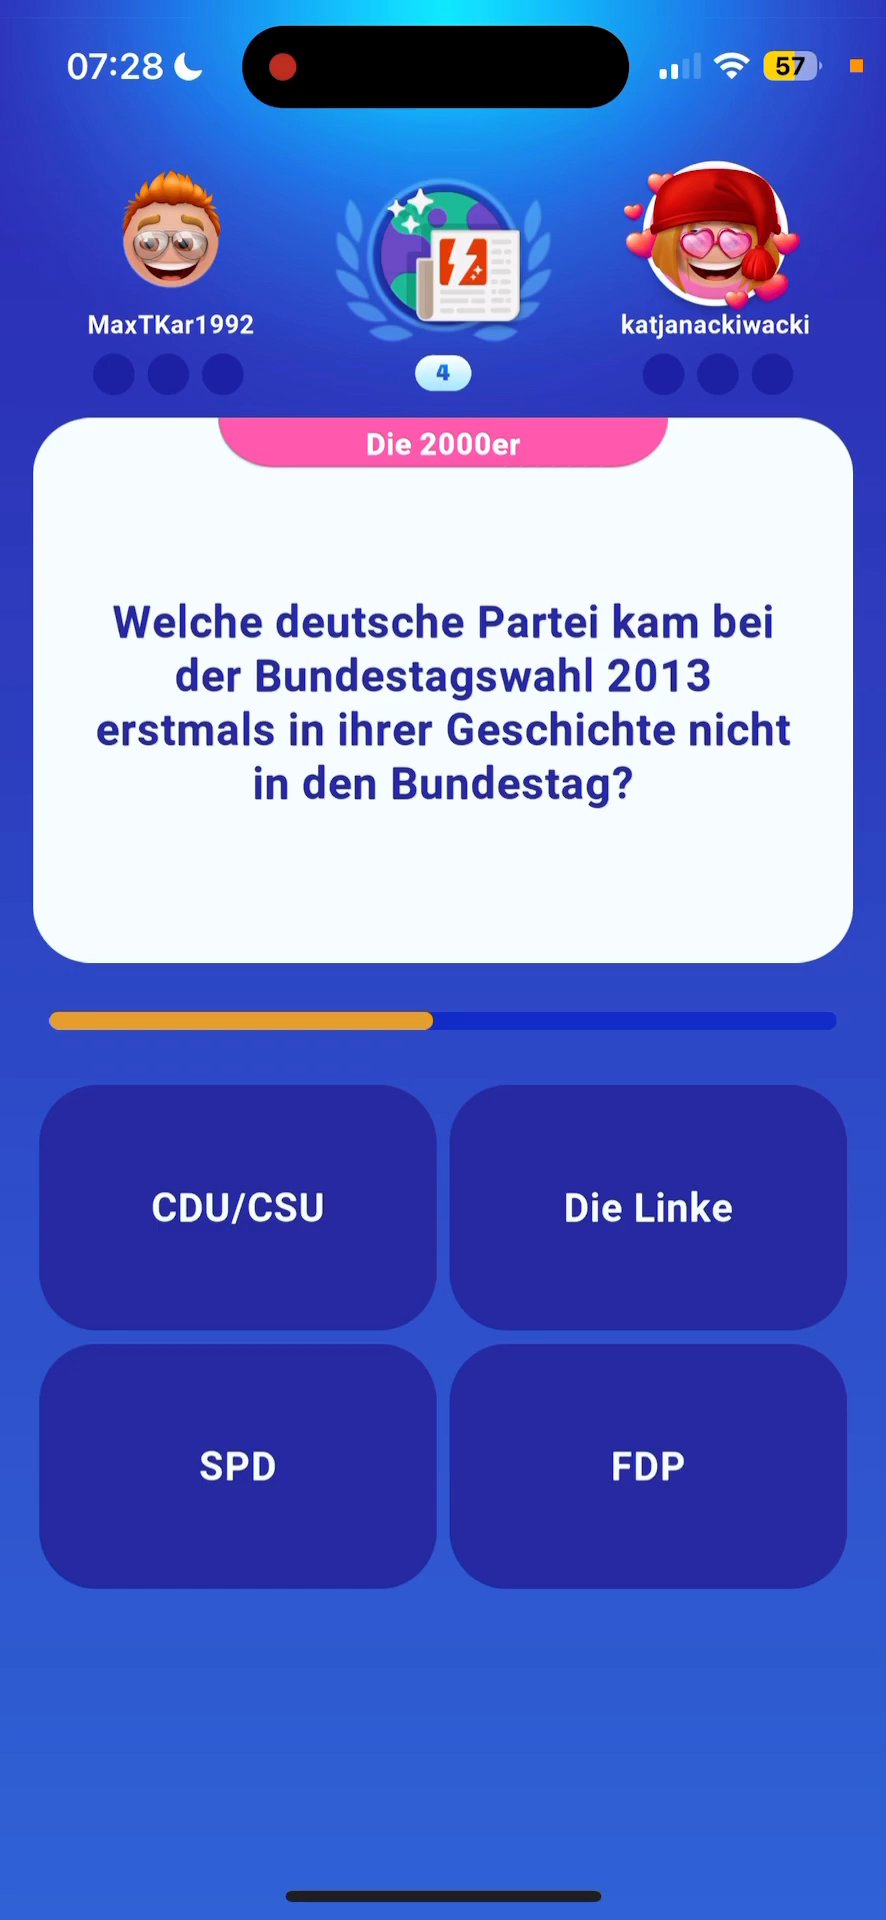 07:28
57
MaxTKar1992
katjanackiwacki
4
Die 2000er
Welche deutsche Partei kam bei
der Bundestagswahl 2013
erstmals in ihrer Geschichte nicht
in den Bundestag?
CDU/CSU
Die Linke
SPD
FDP